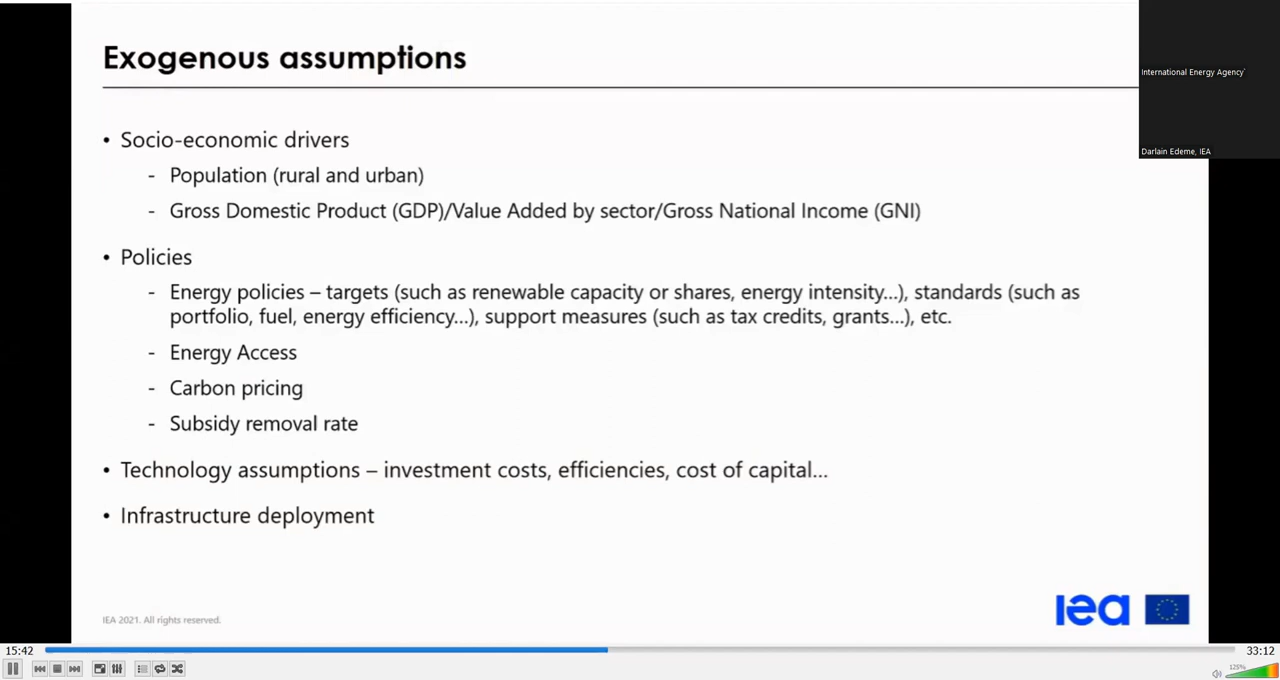 Exogenous assumptions
International Energy Agency
Darlain Edeme, IEA
• Socio-economic drivers
- Population (rural and urban)
- Gross Domestic Product (GDP)/Value Added by sector/Gross National Income (GNI)
• Policies
- Energy policies – targets (such as renewable capacity or shares, energy intensity...), standards (such as
portfolio, fuel, energy efficiency...), support measures (such as tax credits, grants...), etc.
- Energy Access
- Carbon pricing
- Subsidy removal rate
• Technology assumptions – investment costs, efficiencies, cost of capital...
• Infrastructure deployment
IEA 2021. All rights reserved.
iea
15:42
33:12
125%